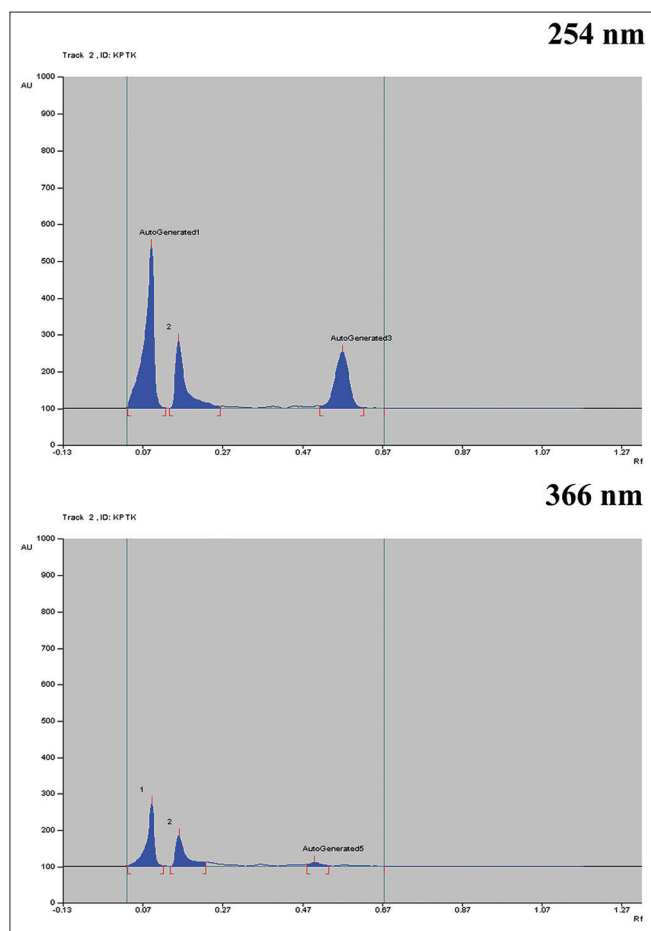 254 nm
Track 2 , ID: KPTK
1000
AU
900
800
700
600
AutoGenerated1
500
400
2
AutoGenerated3
300
200
100
0
-0.13 0.07 0.27 0.47 0.67 0.87 1.07 1.27
Rf
366 nm
Track 2 , ID: KPTK
1000
AU
900
800
700
600
500
400
300
1
2
200
AutoGenerated5
100
0
-0.13 0.07 0.27 0.47 0.67 0.87 1.07 1.27
Rf